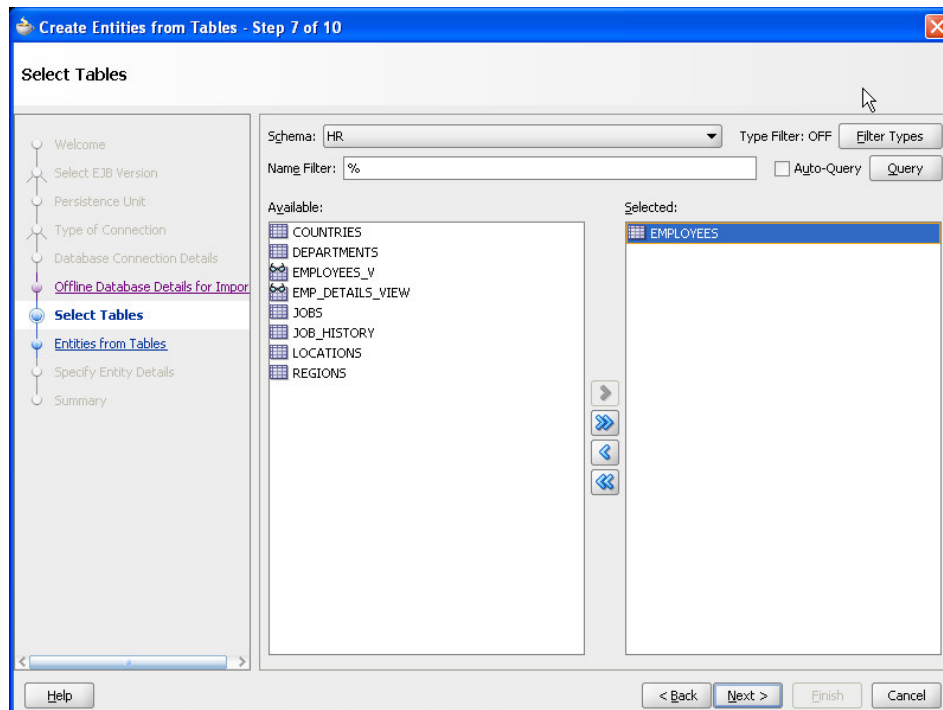 Create Entities from Tables - Step 7 of 10
Select Tables
Welcome
Select EJB Version
Persistence Unit
Type of Connection
Database Connection Details
Offline Database Details for Impor
Select Tables
Entities from Tables
Specify Entity Details
Summary
Schema: HR Type Filter: OFF Filter Types
Name Filter: % Auto-Query Query
Available: Selected:
COUNTRIES EMPLOYEES
DEPARTMENTS
EMPLOYEES_V
EMP_DETAILS_VIEW
JOBS
JOB_HISTORY
LOCATIONS
REGIONS
Help < Back Next > Finish Cancel